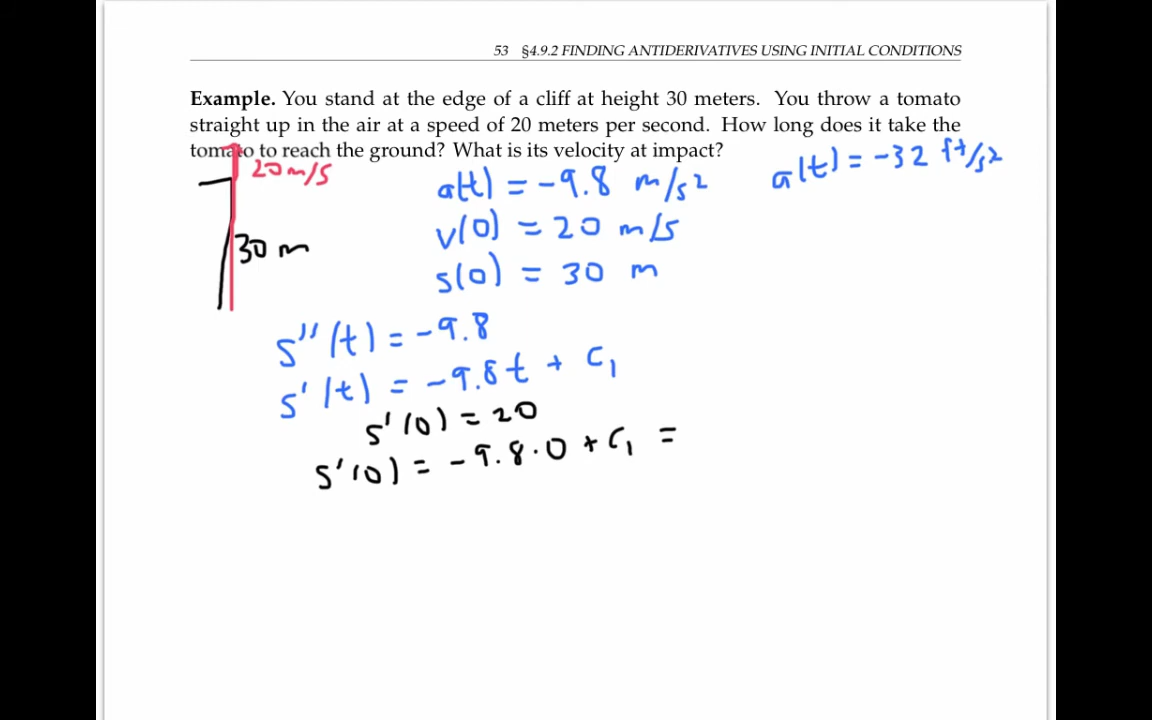 53 §4.9.2 FINDING ANTIDERIVATIVES USING INITIAL CONDITIONS
Example. You stand at the edge of a cliff at height 30 meters. You throw a tomato
straight up in the air at a speed of 20 meters per second. How long does it take the
tomato to reach the ground? What is its velocity at impact?
20 m/s
30 m
a(t) = -9.8 m/s²
a(t) = -32 ft/s²
v(0) = 20 m/s
s(0) = 30 m
s''(t) = -9.8
s'(t) = -9.8t + C₁
s'(0) = 20
s'(0) = -9.8·0 + C₁ =